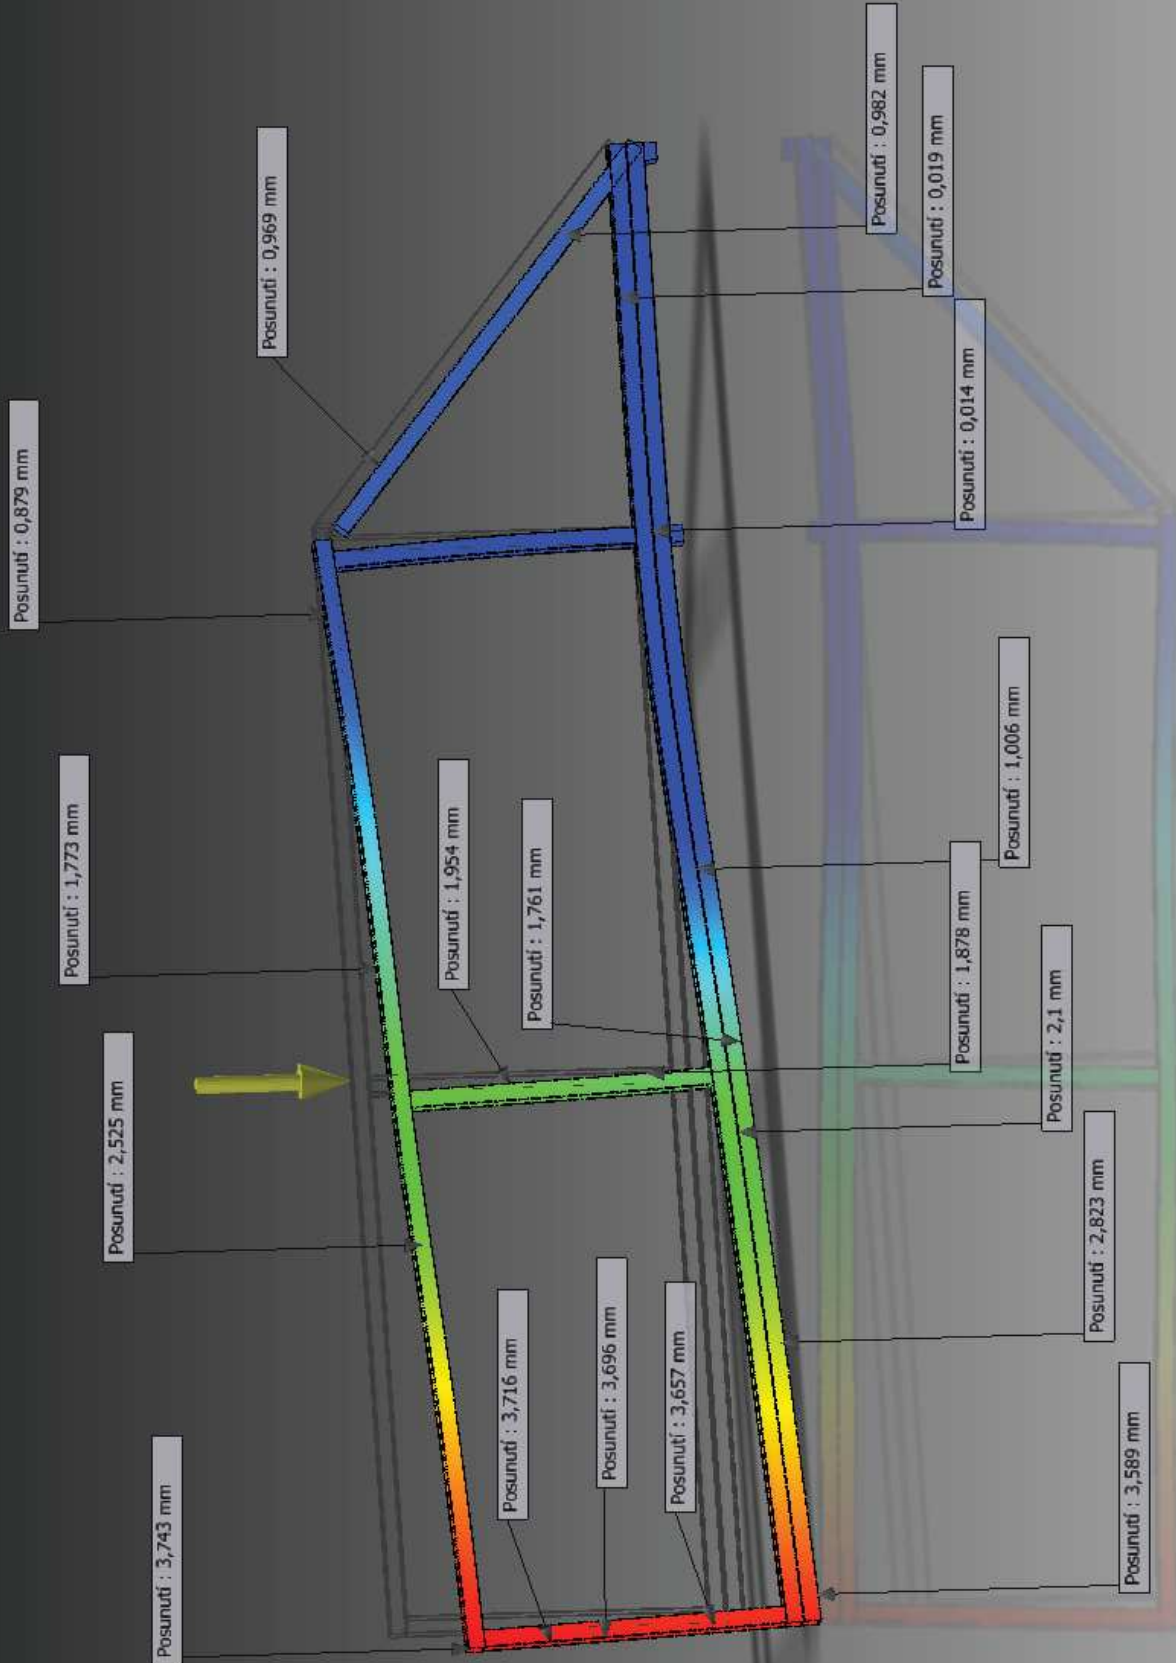 Posunutí : 0,879 mm
Posunutí : 1,773 mm
Posunutí : 2,525 mm
Posunutí : 3,743 mm
Posunutí : 0,969 mm
Posunutí : 1,954 mm
Posunutí : 1,761 mm
Posunutí : 3,716 mm
Posunutí : 3,696 mm
Posunutí : 3,657 mm
Posunutí : 0,982 mm
Posunutí : 0,019 mm
Posunutí : 0,014 mm
Posunutí : 1,006 mm
Posunutí : 1,878 mm
Posunutí : 2,1 mm
Posunutí : 2,823 mm
Posunutí : 3,589 mm